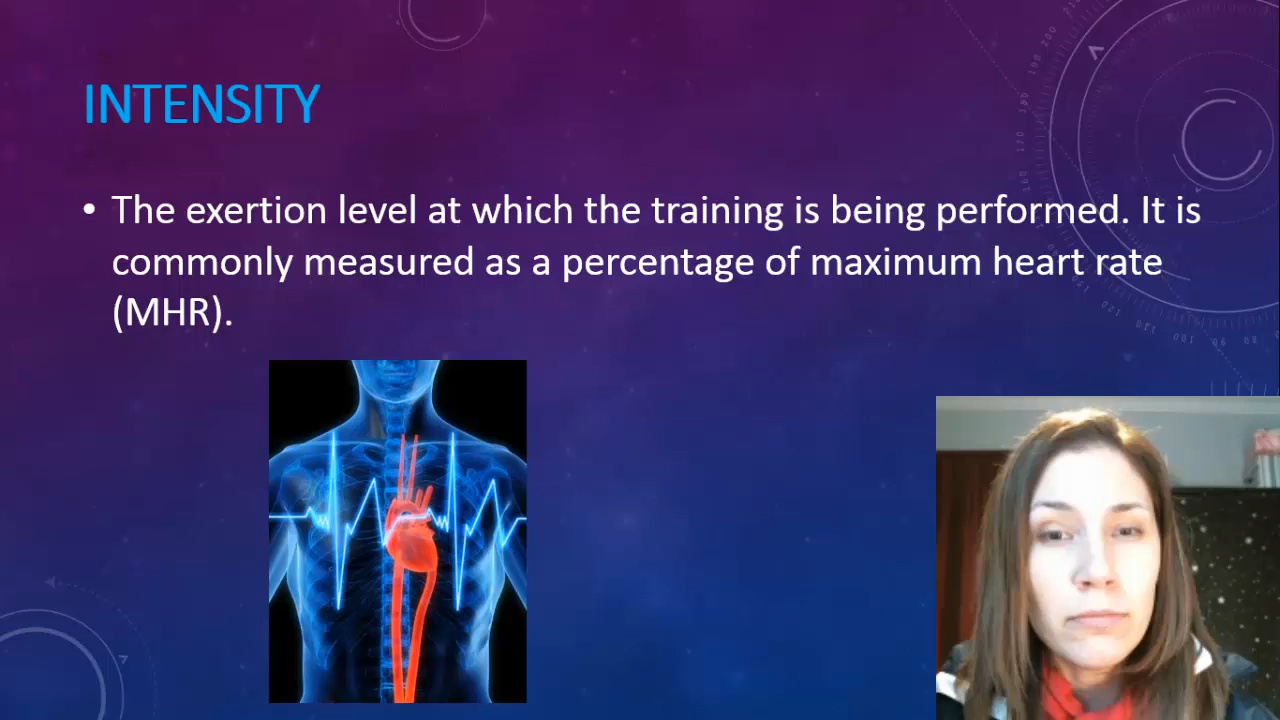 INTENSITY
• The exertion level at which the training is being performed. It is
commonly measured as a percentage of maximum heart rate
(MHR).